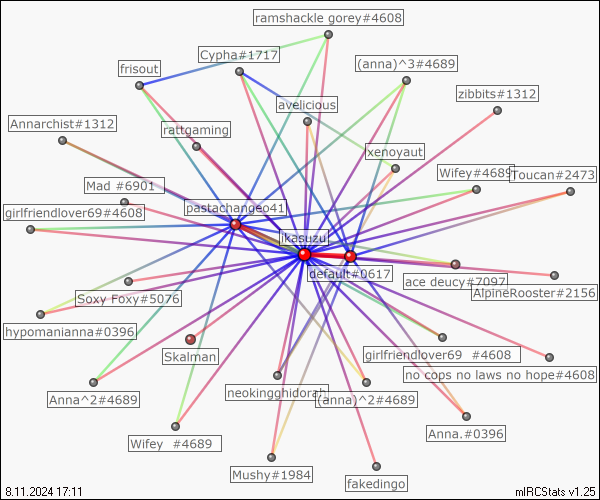 ramshackle gorey#4608
Cypha#1717
(anna)^3#4689
frisout
zibbits#1312
avelicious
Annarchist#1312
rattgaming
xenoyaut
Wifey#4689
Toucan#2473
Mad #6901
pastachangeo41
girlfriendlover69#4608
jkasuzu
default#0617
ace deucy#7097
AlpineRooster#2156
Soxy Foxy#5076
hypomanianna#0396
Skalman
girlfriendlover69 #4608
no cops no laws no hope#4608
Anna^2#4689
neokingghidorah
(anna)^2#4689
Wifey #4689
Anna.#0396
Mushy#1984
fakedingo
8.11.2024 17:11
mIRCStats v1.25